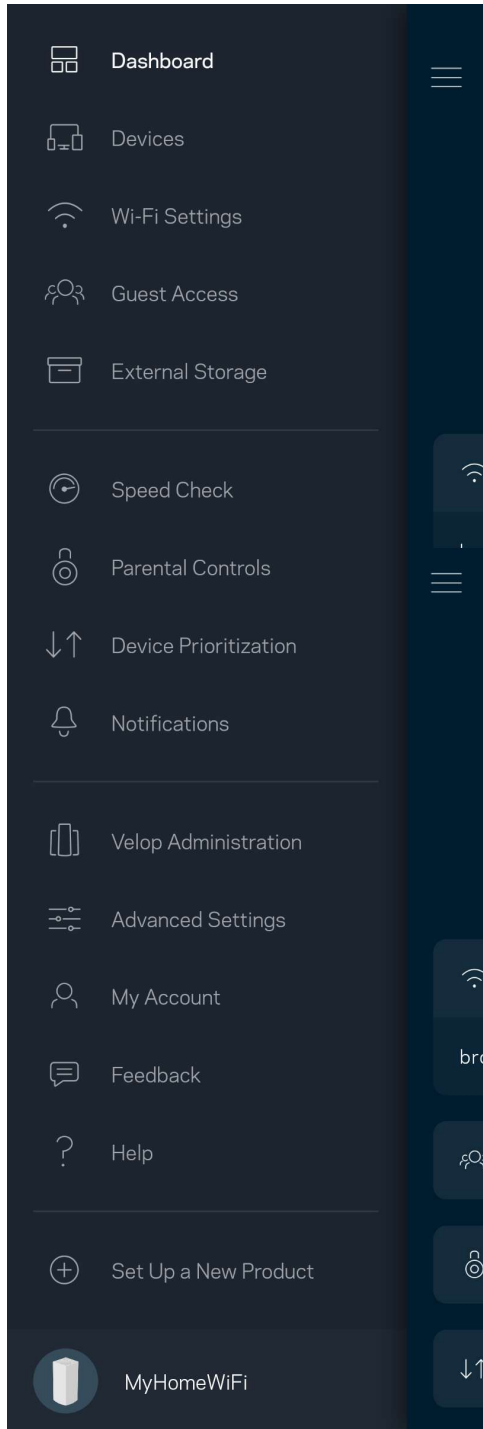 Dashboard
Devices
Wi-Fi Settings
Guest Access
External Storage
Speed Check
Parental Controls
Device Prioritization
Notifications
Velop Administration
Advanced Settings
My Account
Feedback
Help
Set Up a New Product
MyHomeWiFi